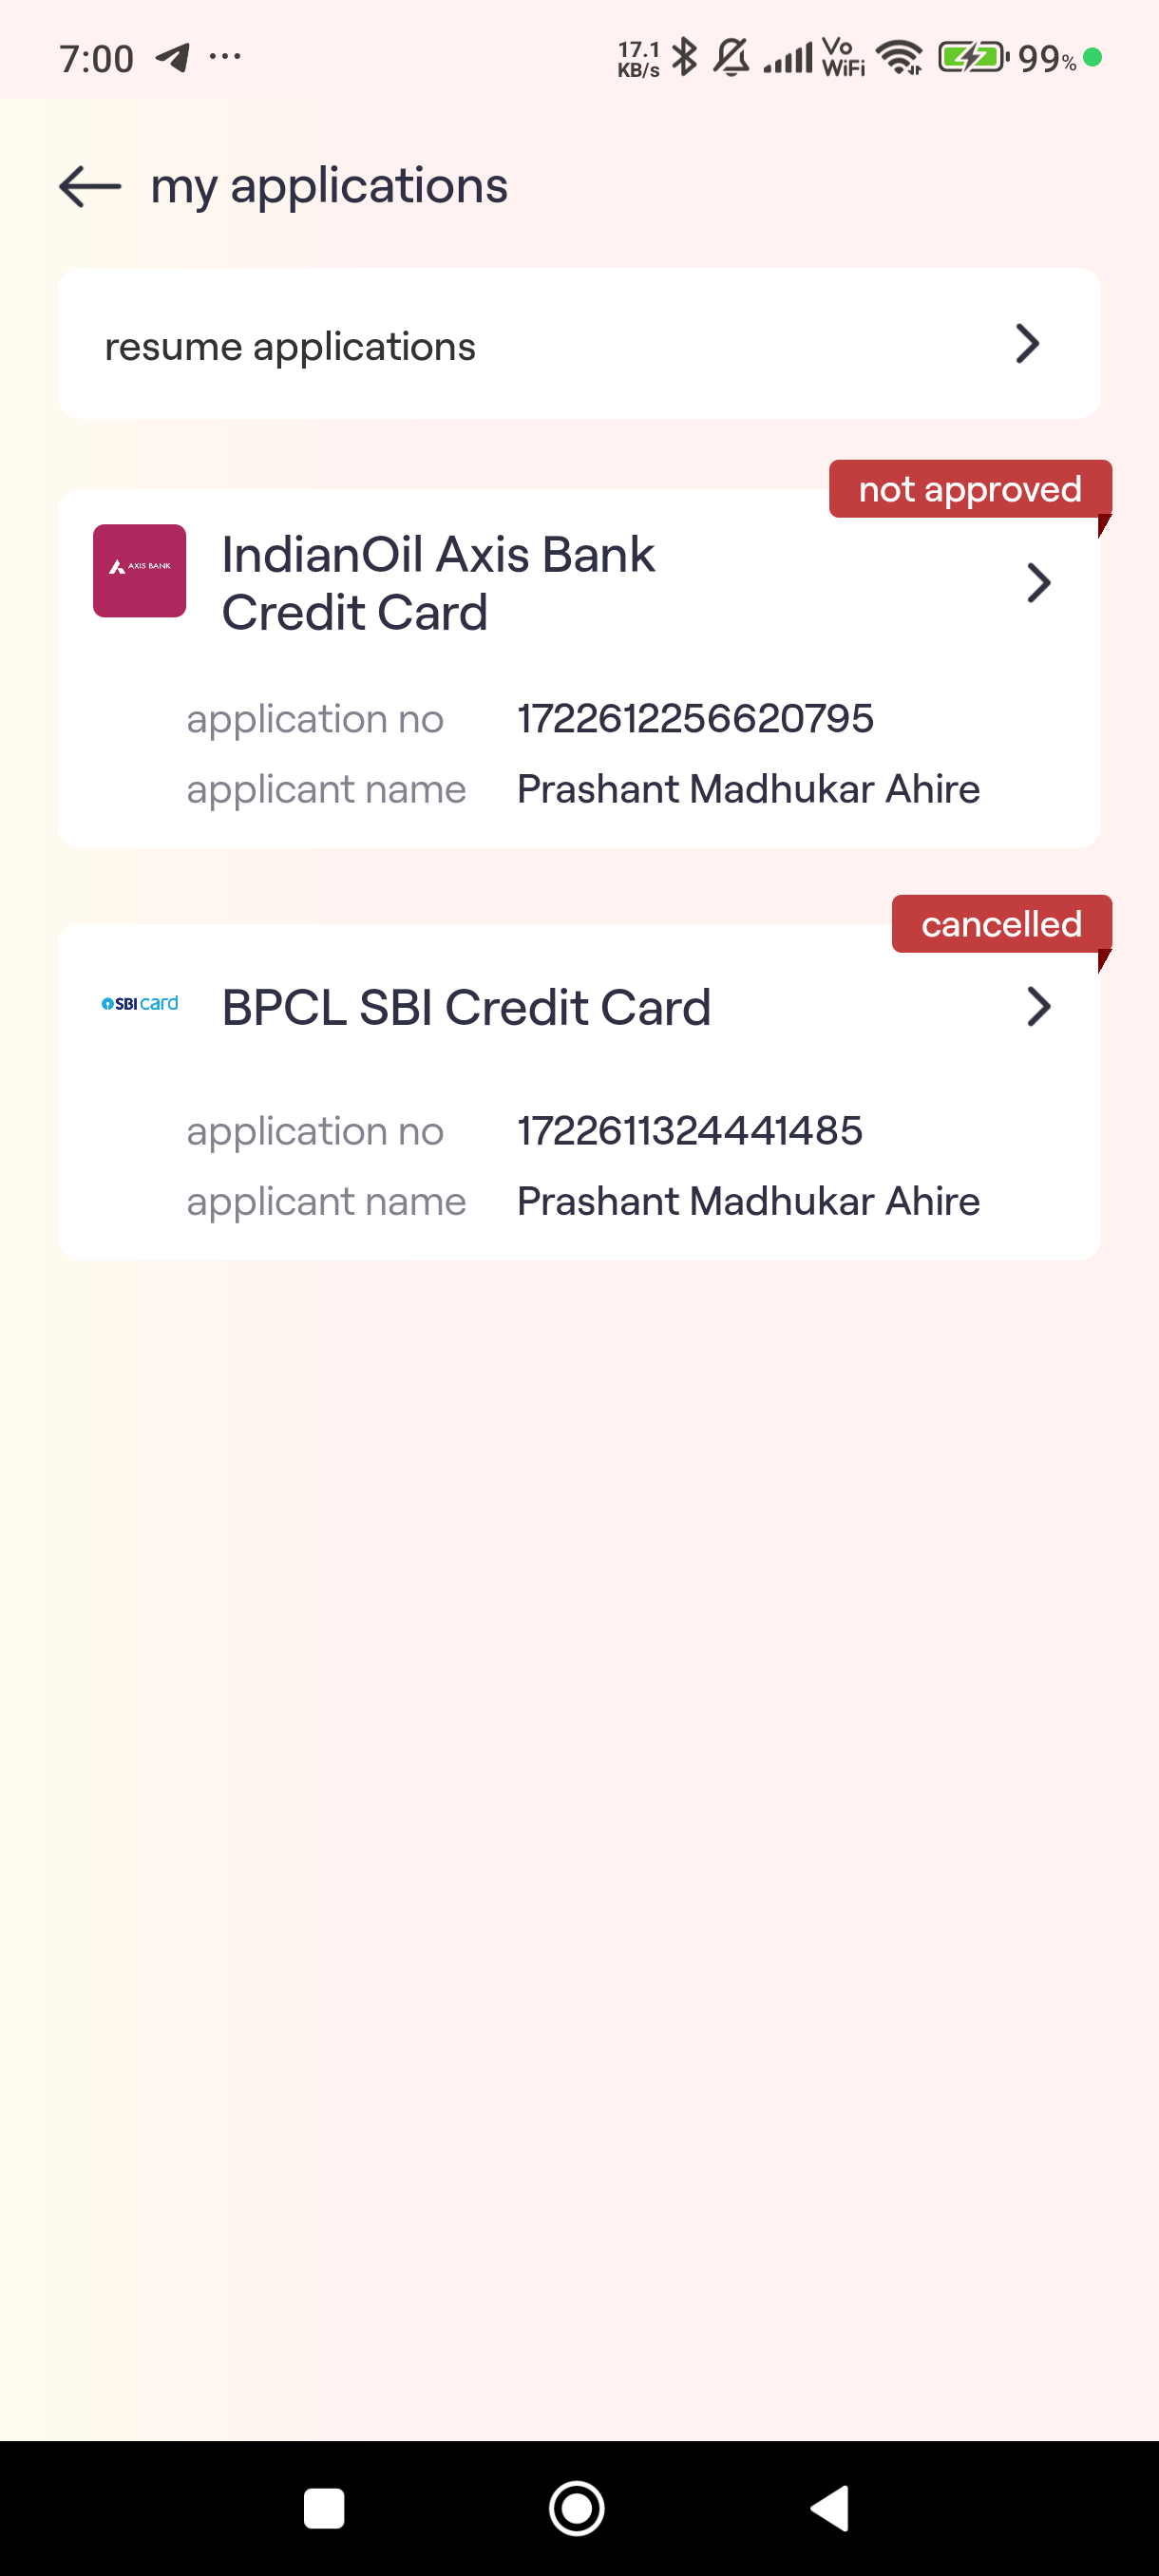 7:00 ... 17.1 KB/s Vo WiFi 99%
my applications
resume applications
not approved
AXIS BANK
IndianOil Axis Bank
Credit Card
application no 1722612256620795
applicant name Prashant Madhukar Ahire
cancelled
SBI card BPCL SBI Credit Card
application no 1722611324441485
applicant name Prashant Madhukar Ahire